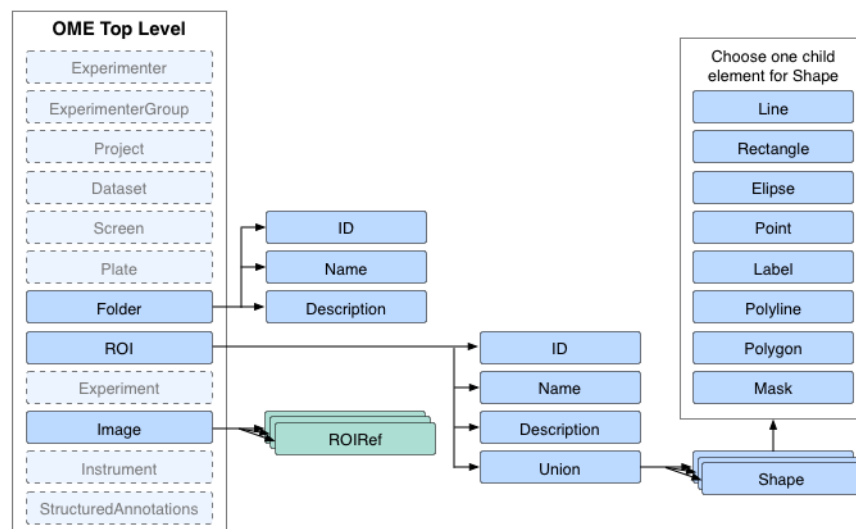 OME Top Level
Experimenter
ExperimenterGroup
Project
Dataset
Screen
Plate
Folder
ROI
Experiment
Image
Instrument
StructuredAnnotations
ID
Name
Description
ROIRef
ID
Name
Description
Union
Shape
Choose one child
element for Shape
Line
Rectangle
Elipse
Point
Label
Polyline
Polygon
Mask